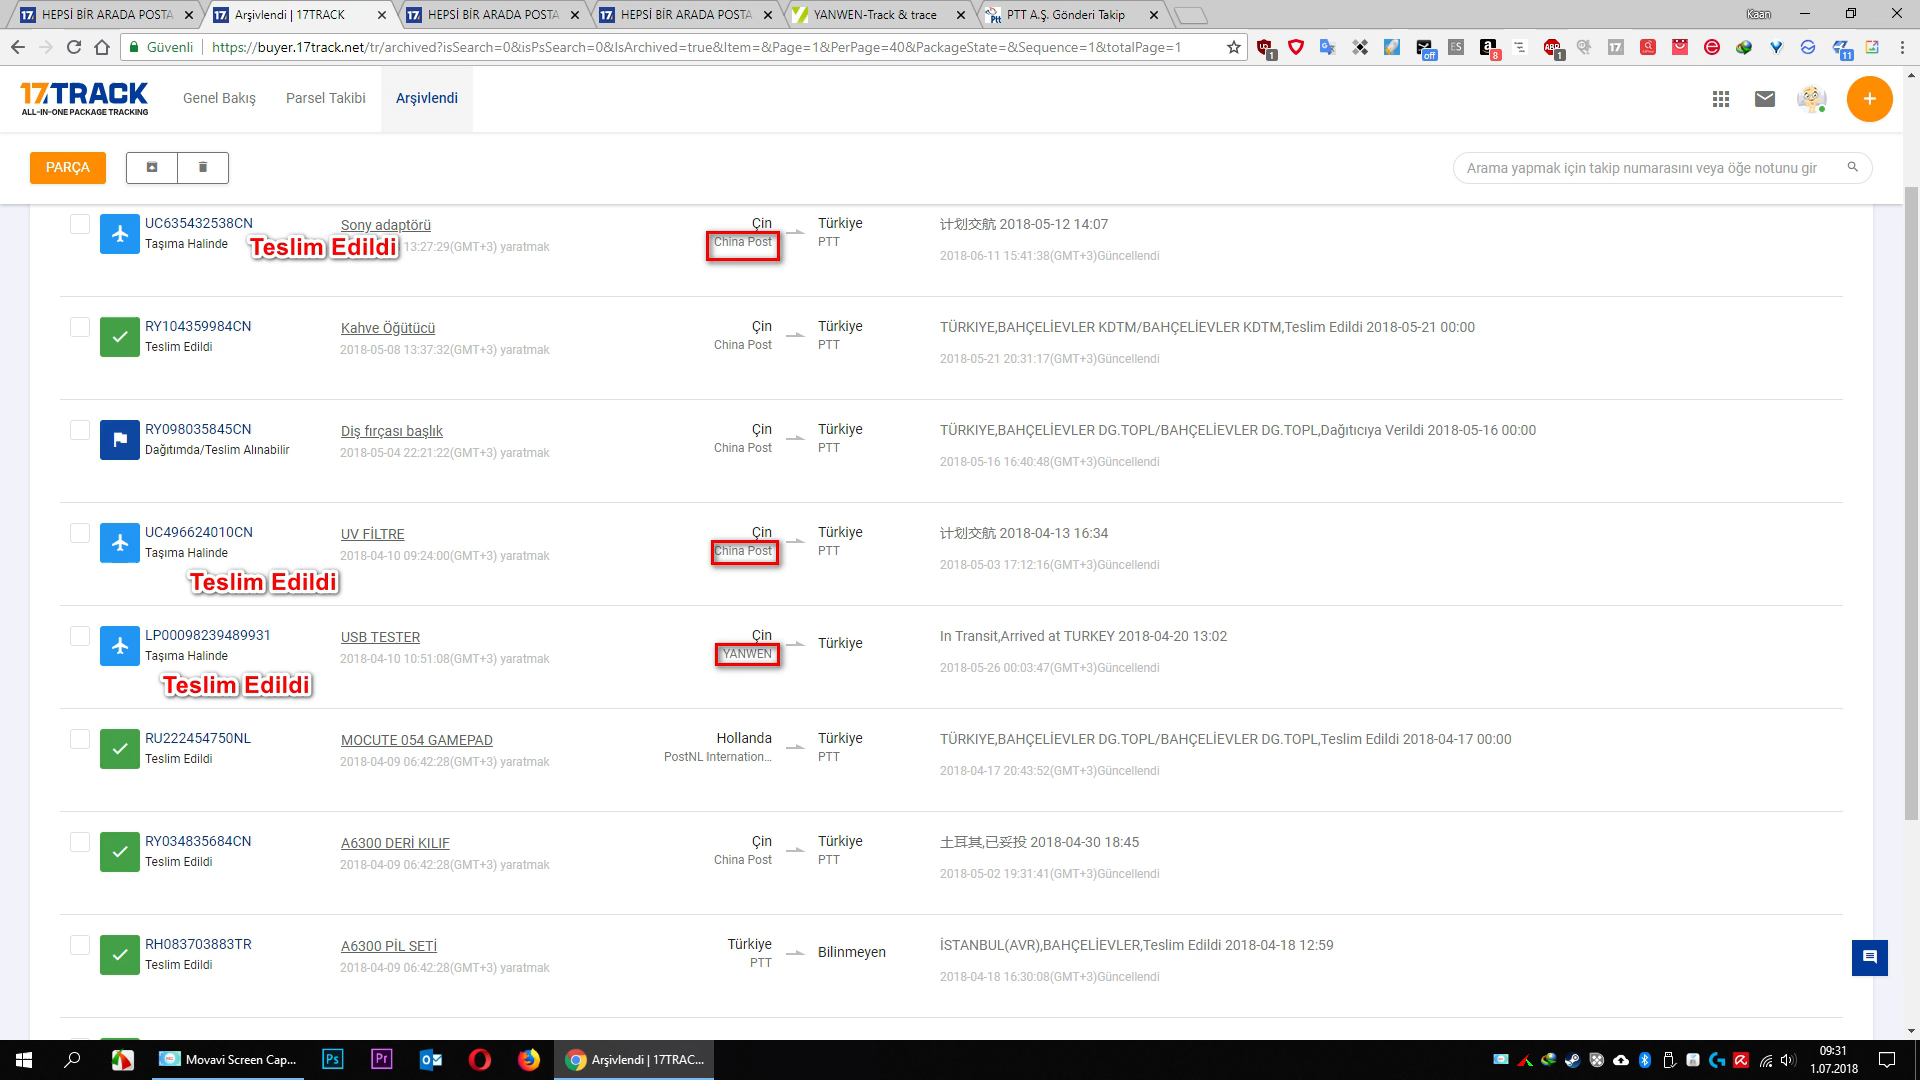 HEPSİ BİR ARADA POSTA
Arşivlendi | 17TRACK
HEPSİ BİR ARADA POSTA
HEPSİ BİR ARADA POSTA
YANWEN-Track & trace
PTT A.Ş. Gönderi Takip
Kaan
Güvenli
https://buyer.17track.net/tr/archived?isSearch=0&isPsSearch=0&IsArchived=true&Item=&Page=1&PerPage=40&PackageState=&Sequence=1&totalPage=1
17TRACK
ALL-IN-ONE PACKAGE TRACKING
Genel Bakış
Parsel Takibi
Arşivlendi
PARÇA
Arama yapmak için takip numarasını veya öğe notunu gir
UC635432538CN
Taşıma Halinde
Teslim Edildi
Sony adaptörü
13:27:29(GMT+3) yaratmak
Çin
China Post
Türkiye
PTT
计划交航 2018-05-12 14:07
2018-06-11 15:41:38(GMT+3)Güncellendi
RY104359984CN
Teslim Edildi
Kahve Öğütücü
2018-05-08 13:37:32(GMT+3) yaratmak
Çin
China Post
Türkiye
PTT
TÜRKIYE,BAHÇELİEVLER KDTM/BAHÇELİEVLER KDTM,Teslim Edildi 2018-05-21 00:00
2018-05-21 20:31:17(GMT+3)Güncellendi
RY098035845CN
Dağıtımda/Teslim Alınabilir
Diş fırçası başlık
2018-05-04 22:21:22(GMT+3) yaratmak
Çin
China Post
Türkiye
PTT
TÜRKIYE,BAHÇELİEVLER DG.TOPL/BAHÇELİEVLER DG.TOPL,Dağıtıcıya Verildi 2018-05-16 00:00
2018-05-16 16:40:48(GMT+3)Güncellendi
UC496624010CN
Taşıma Halinde
Teslim Edildi
UV FİLTRE
2018-04-10 09:24:00(GMT+3) yaratmak
Çin
China Post
Türkiye
PTT
计划交航 2018-04-13 16:34
2018-05-03 17:12:16(GMT+3)Güncellendi
LP00098239489931
Taşıma Halinde
Teslim Edildi
USB TESTER
2018-04-10 10:51:08(GMT+3) yaratmak
Çin
YANWEN
Türkiye
In Transit,Arrived at TURKEY 2018-04-20 13:02
2018-05-26 00:03:47(GMT+3)Güncellendi
RU222454750NL
Teslim Edildi
MOCUTE 054 GAMEPAD
2018-04-09 06:42:28(GMT+3) yaratmak
Hollanda
PostNL Internation...
Türkiye
PTT
TÜRKIYE,BAHÇELİEVLER DG.TOPL/BAHÇELİEVLER DG.TOPL,Teslim Edildi 2018-04-17 00:00
2018-04-17 20:43:52(GMT+3)Güncellendi
RY034835684CN
Teslim Edildi
A6300 DERİ KILIF
2018-04-09 06:42:28(GMT+3) yaratmak
Çin
China Post
Türkiye
PTT
土耳其,已妥投 2018-04-30 18:45
2018-05-02 19:31:41(GMT+3)Güncellendi
RH083703883TR
Teslim Edildi
A6300 PİL SETİ
2018-04-09 06:42:28(GMT+3) yaratmak
Türkiye
PTT
Bilinmeyen
İSTANBUL(AVR),BAHÇELİEVLER,Teslim Edildi 2018-04-18 12:59
2018-04-18 16:30:08(GMT+3)Güncellendi
Movavi Screen Cap...
Arşivlendi | 17TRAC...
09:31
1.07.2018